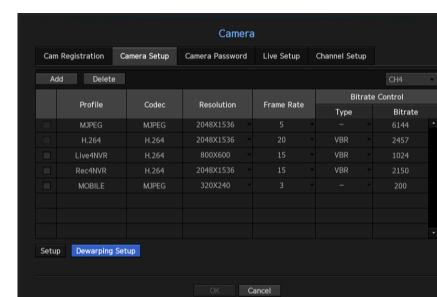 Camera
Cam Registration Camera Setup Camera Password Live Setup Channel Setup
Add Delete CH4
Profile Codec Resolution Frame Rate Bitrate Control
Type Bitrate
MJPEG MJPEG 2048X1536 5 - 6144
H.264 H.264 2048X1536 20 VBR 2457
Live4NVR H.264 800X600 15 VBR 1024
Rec4NVR H.264 2048X1536 15 VBR 2150
MOBILE MJPEG 320X240 3 - 200
Setup Dewarping Setup
OK Cancel